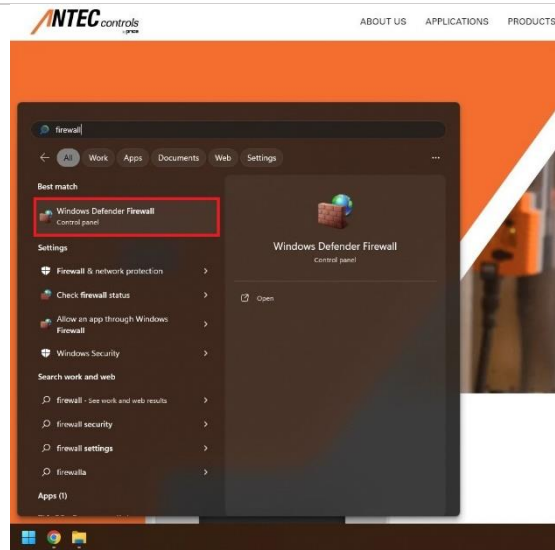 ANTEC controls
by price
ABOUT US APPLICATIONS PRODUCTS
firewall
All Work Apps Documents Web Settings ...
Best match
Windows Defender Firewall
Control panel
Windows Defender Firewall
Control panel
Open
Settings
Firewall & network protection
Check firewall status
Allow an app through Windows
Firewall
Windows Security
Search work and web
firewall - See work and web results
firewall security
firewall settings
firewalla
Apps (1)